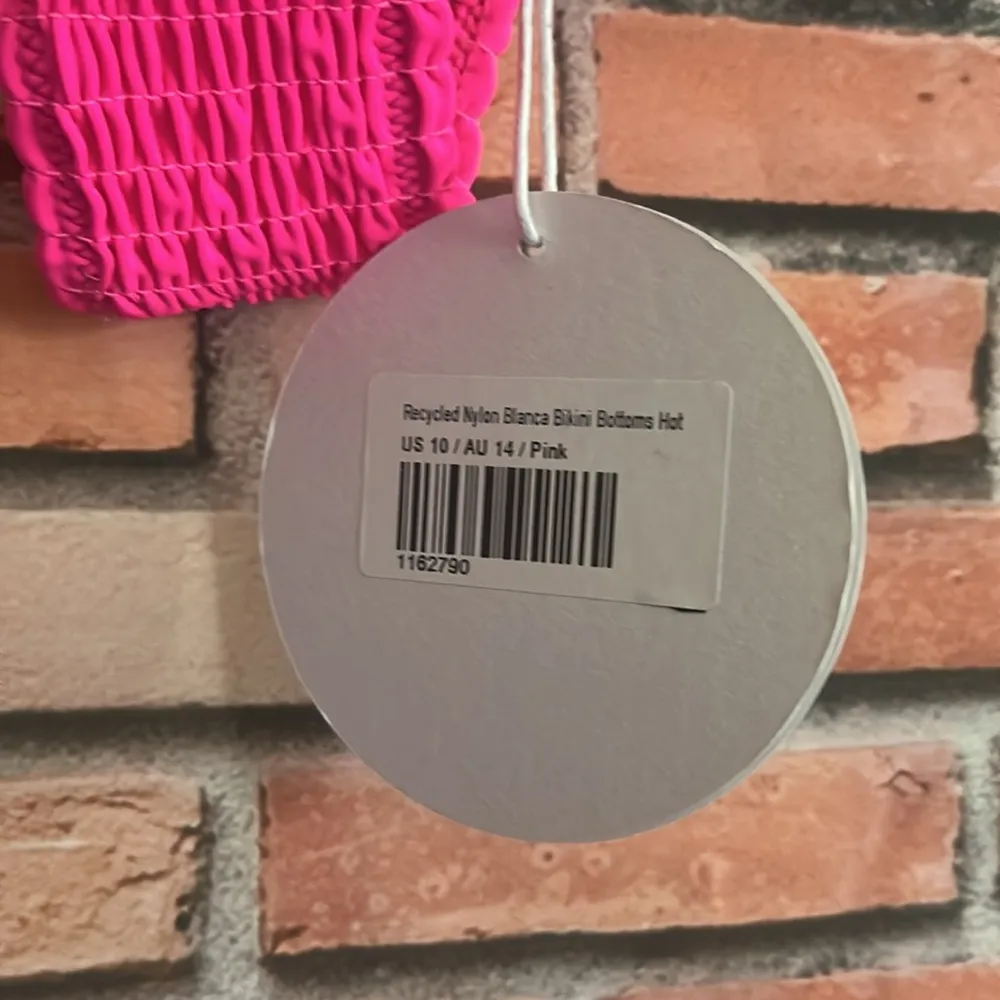 Recycled Nylon Blanca Bikini Bottoms Hot
US 10 / AU 14 / Pink
1162790